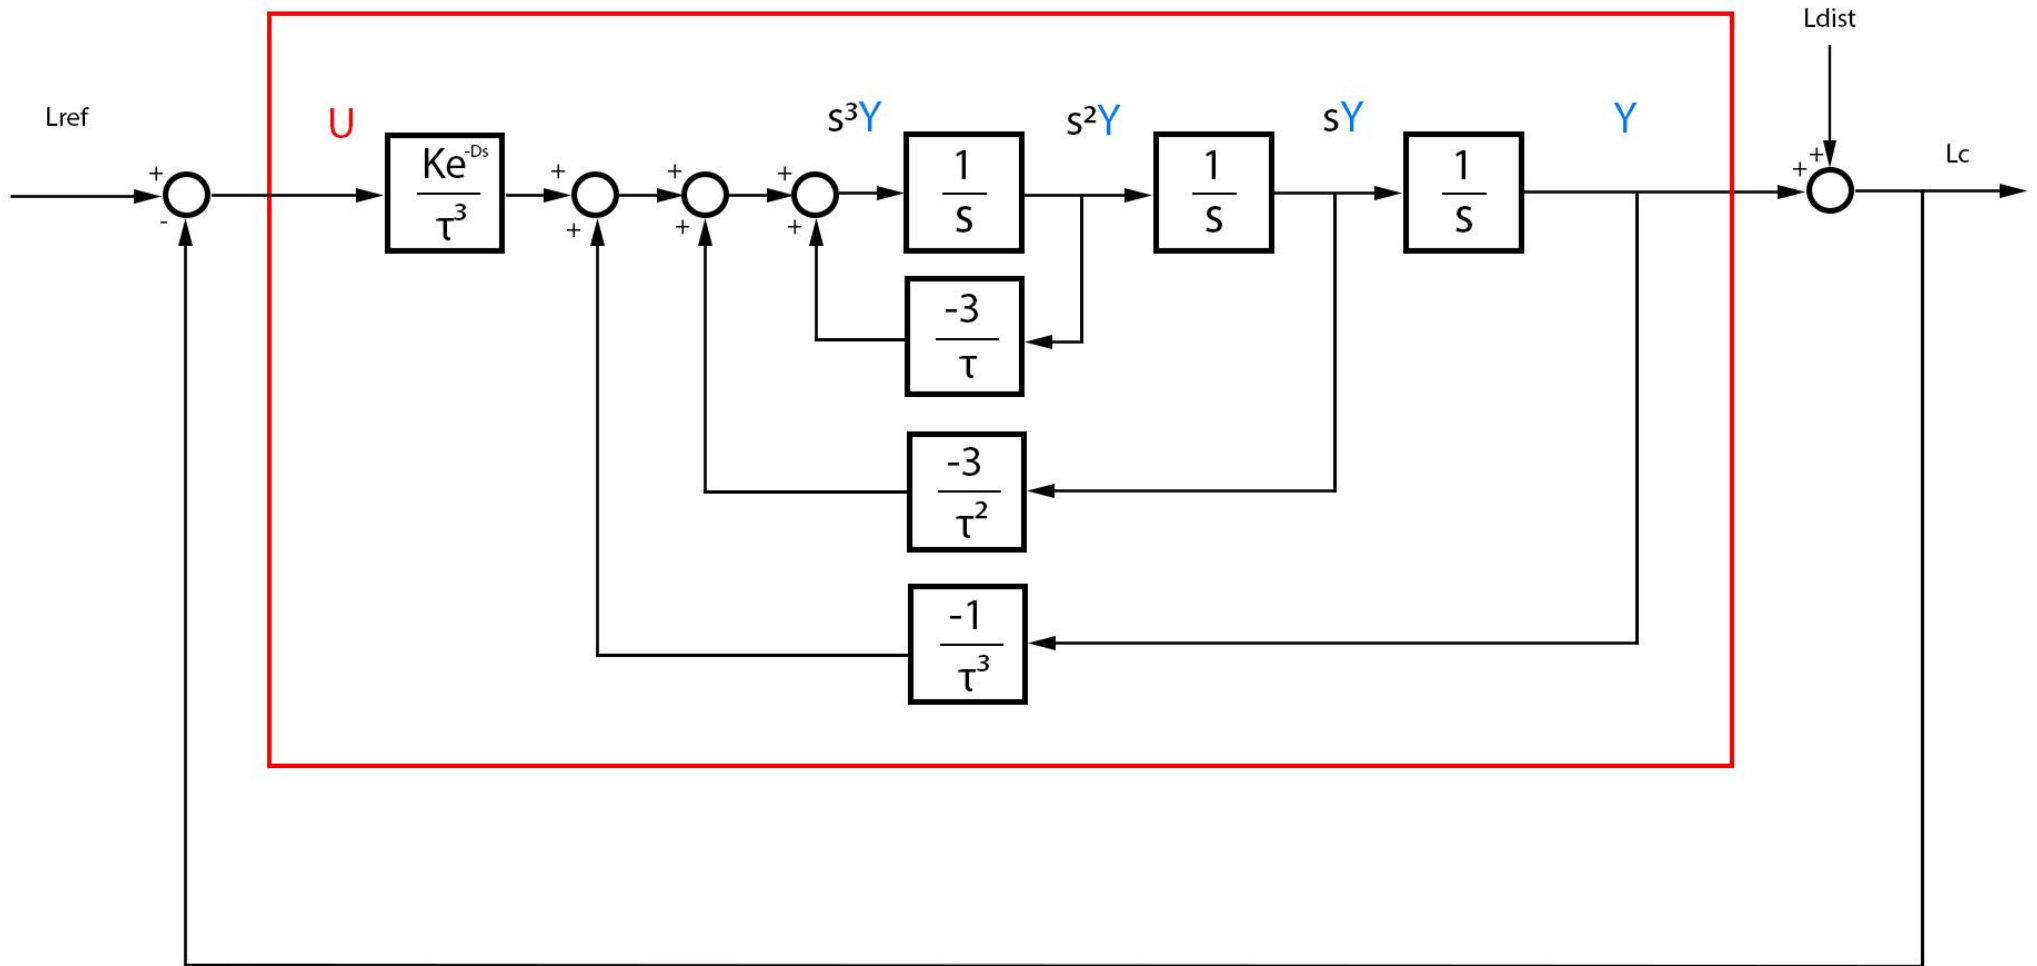 Ldist
Lref
U
s³Y
s²Y
sY
Y
Lc
+
-
Ke^-Ds
τ³
+
+
+
+
+
+
1
s
1
s
1
s
+
+
-3
τ
-3
τ²
-1
τ³